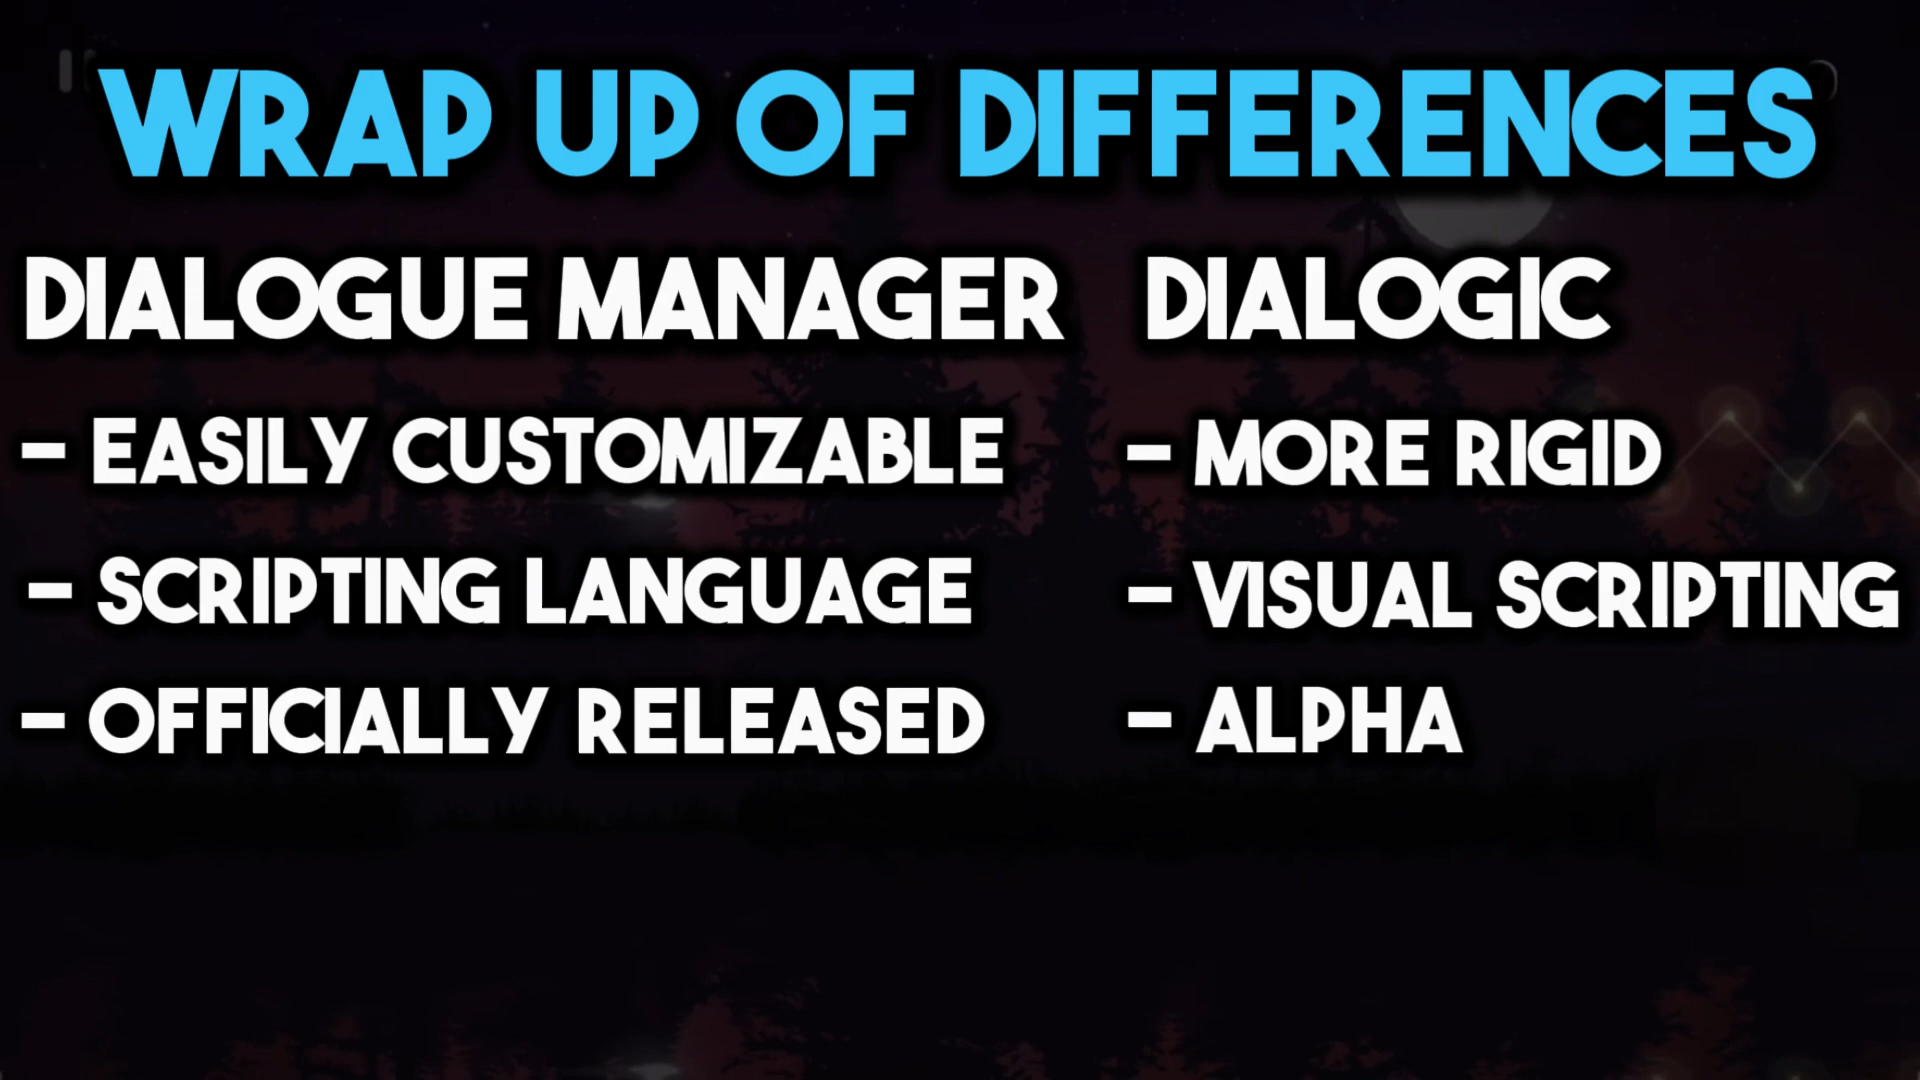 WRAP UP OF DIFFERENCES
DIALOGUE MANAGER
- EASILY CUSTOMIZABLE
- SCRIPTING LANGUAGE
- OFFICIALLY RELEASED
DIALOGIC
- MORE RIGID
- VISUAL SCRIPTING
- ALPHA